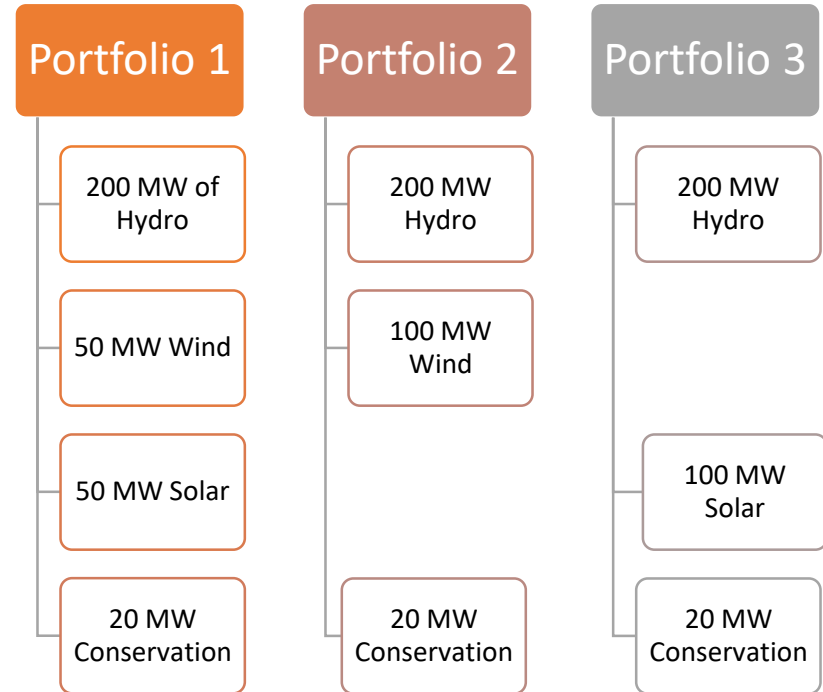 Portfolio 1
200 MW of
Hydro
50 MW Wind
50 MW Solar
20 MW
Conservation
Portfolio 2
200 MW
Hydro
100 MW
Wind
20 MW
Conservation
Portfolio 3
200 MW
Hydro
100 MW
Solar
20 MW
Conservation